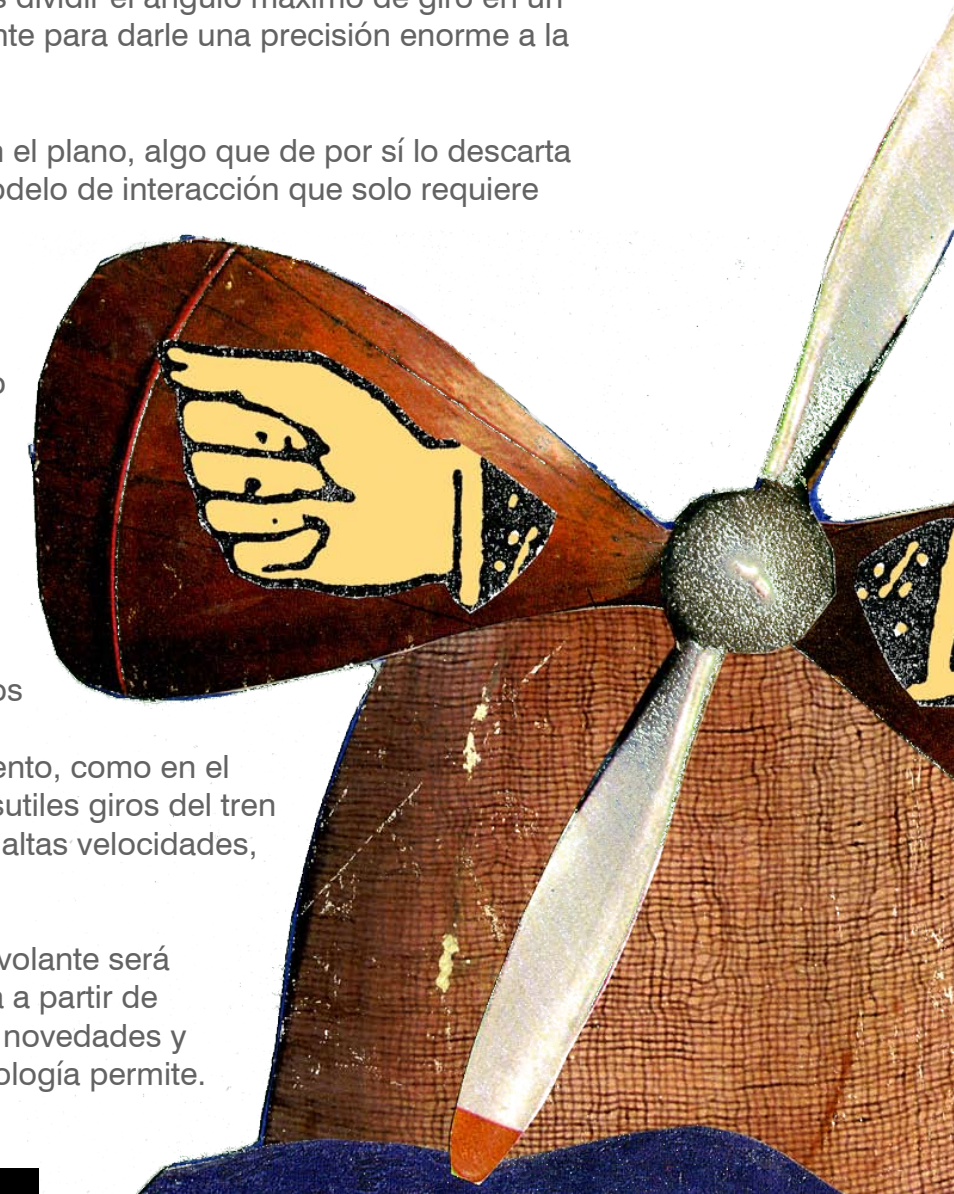 dividir el ángulo máximo de giro en un
nte para darle una precisión enorme a la
n el plano, algo que de por sí lo descarta
odelo de interacción que solo requiere
o
os
ento, como en el
sutiles giros del tren
altas velocidades,
volante será
a a partir de
novedades y
ología permite.